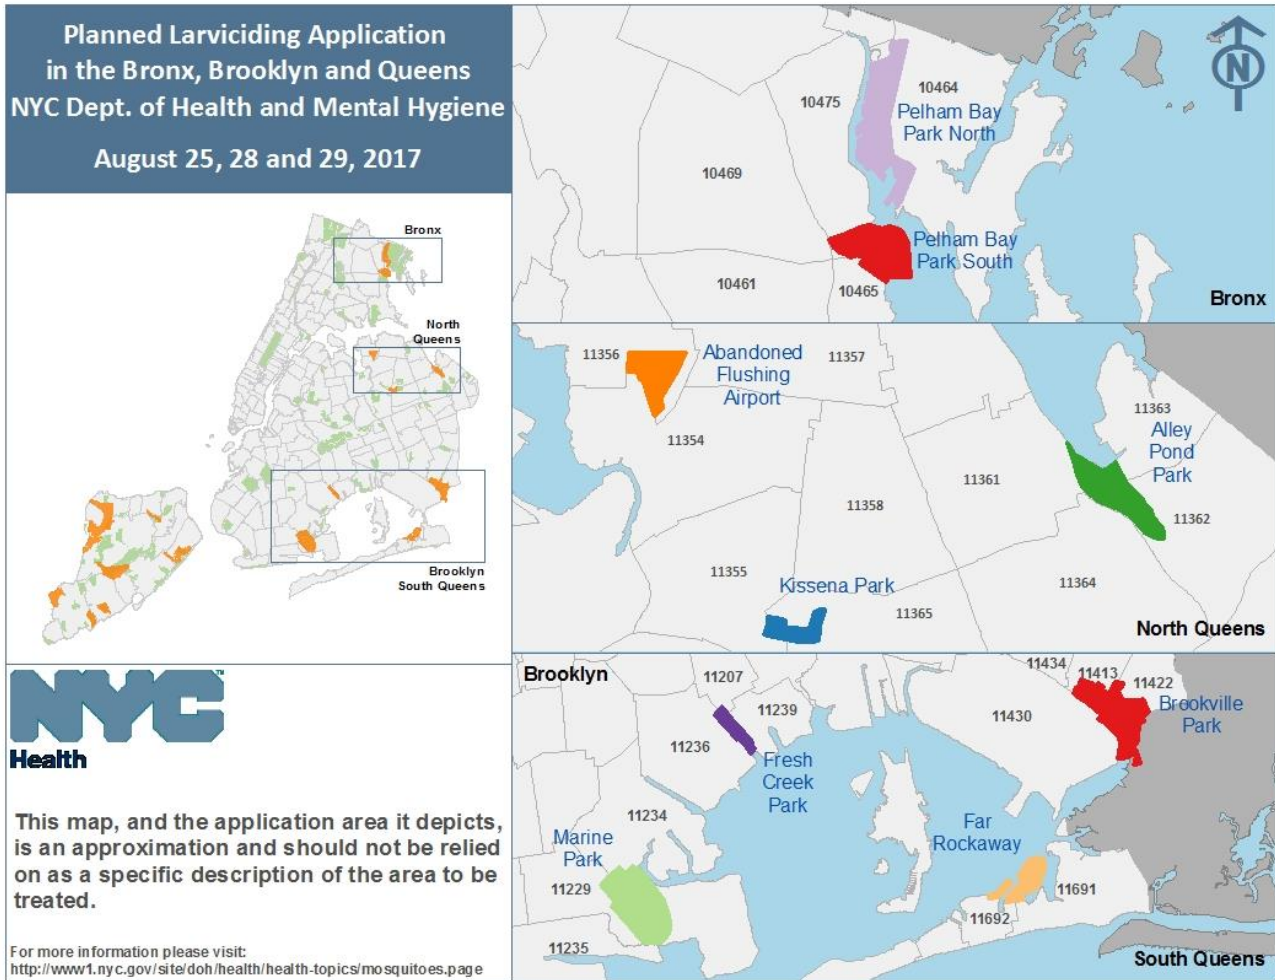 Planned Larviciding Application
in the Bronx, Brooklyn and Queens
NYC Dept. of Health and Mental Hygiene
August 25, 28 and 29, 2017
Bronx
North
Queens
Brooklyn
South Queens
NYC
™
Health
This map, and the application area it depicts,
is an approximation and should not be relied
on as a specific description of the area to be
treated.
For more information please visit:
http://www1.nyc.gov/site/doh/health/health-topics/mosquitoes.page
N
10464
10475
Pelham Bay
Park North
10469
Pelham Bay
Park South
10461
10465
Bronx
11356
Abandoned
Flushing
Airport
11357
11363
Alley
Pond
Park
11354
11361
11358
11362
11355
Kissena Park
11364
11365
North Queens
Brooklyn
11207
11239
11236
Fresh
Creek
Park
11434
11413
11422
Brookville
Park
11430
11234
Marine
Park
Far
Rockaway
11229
11691
11692
11235
South Queens